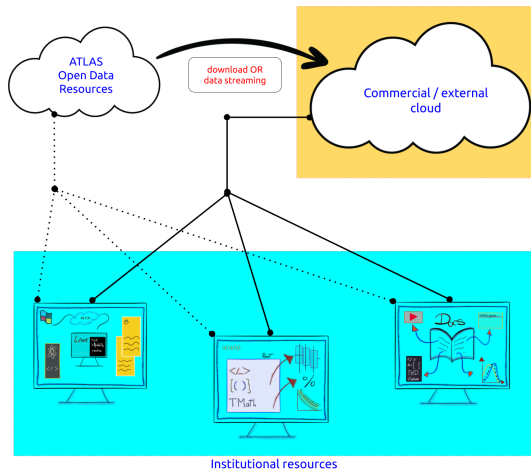 ATLAS
Open Data
Resources
download OR
data streaming
Commercial / external
cloud
</>
Linux
Docs
</>
[()]
TMath
Institutional resources